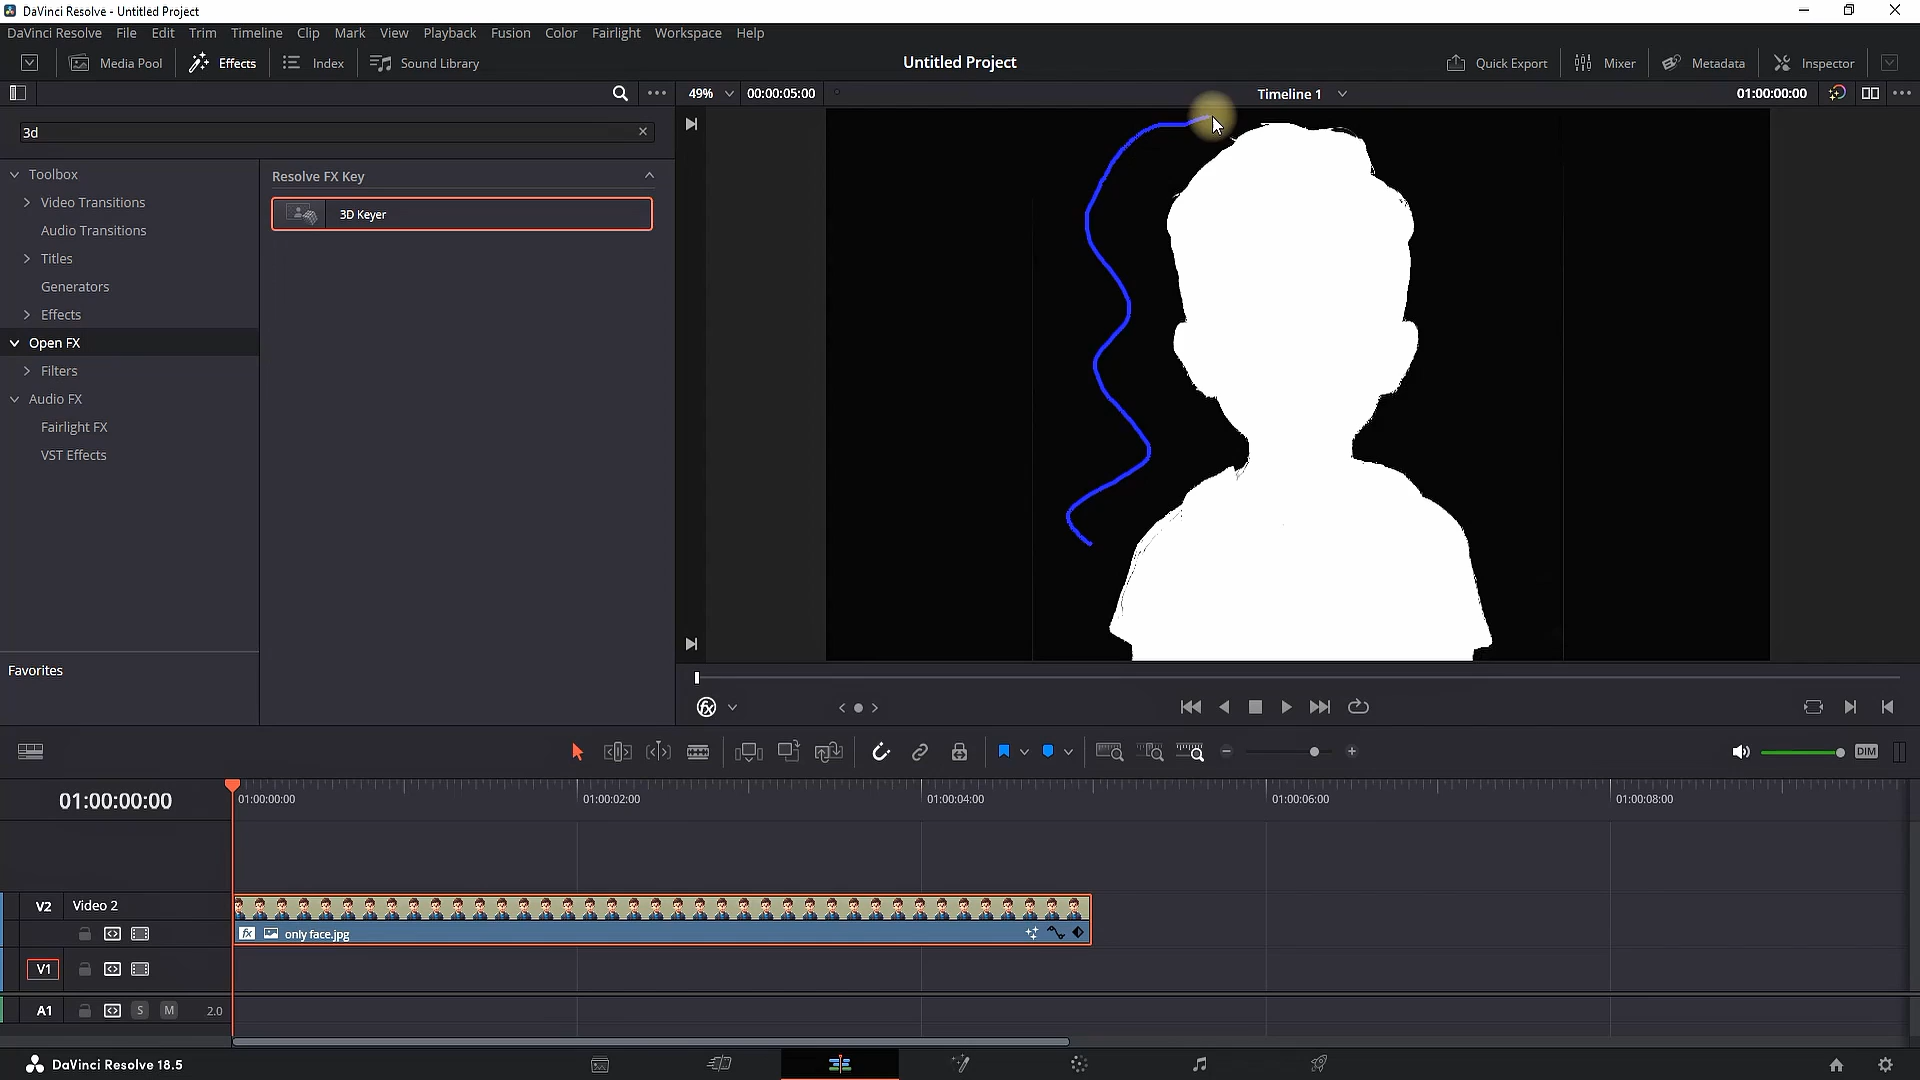 DaVinci Resolve - Untitled Project
DaVinci Resolve File Edit Trim Timeline Clip Mark View Playback Fusion Color Fairlight Workspace Help
Media Pool Effects Index Sound Library Untitled Project Quick Export Mixer Metadata Inspector
49% 00:00:05:00 Timeline 1 01:00:00:00
3d
Toolbox
Video Transitions
Audio Transitions
Titles
Generators
Effects
Open FX
Filters
Audio FX
Fairlight FX
VST Effects
Favorites
Resolve FX Key
3D Keyer
fx
DIM
01:00:00:00
01:00:00:00 01:00:02:00 01:00:04:00 01:00:06:00 01:00:08:00
V2 Video 2
fx only face.jpg
V1
A1 S M 2.0
DaVinci Resolve 18.5